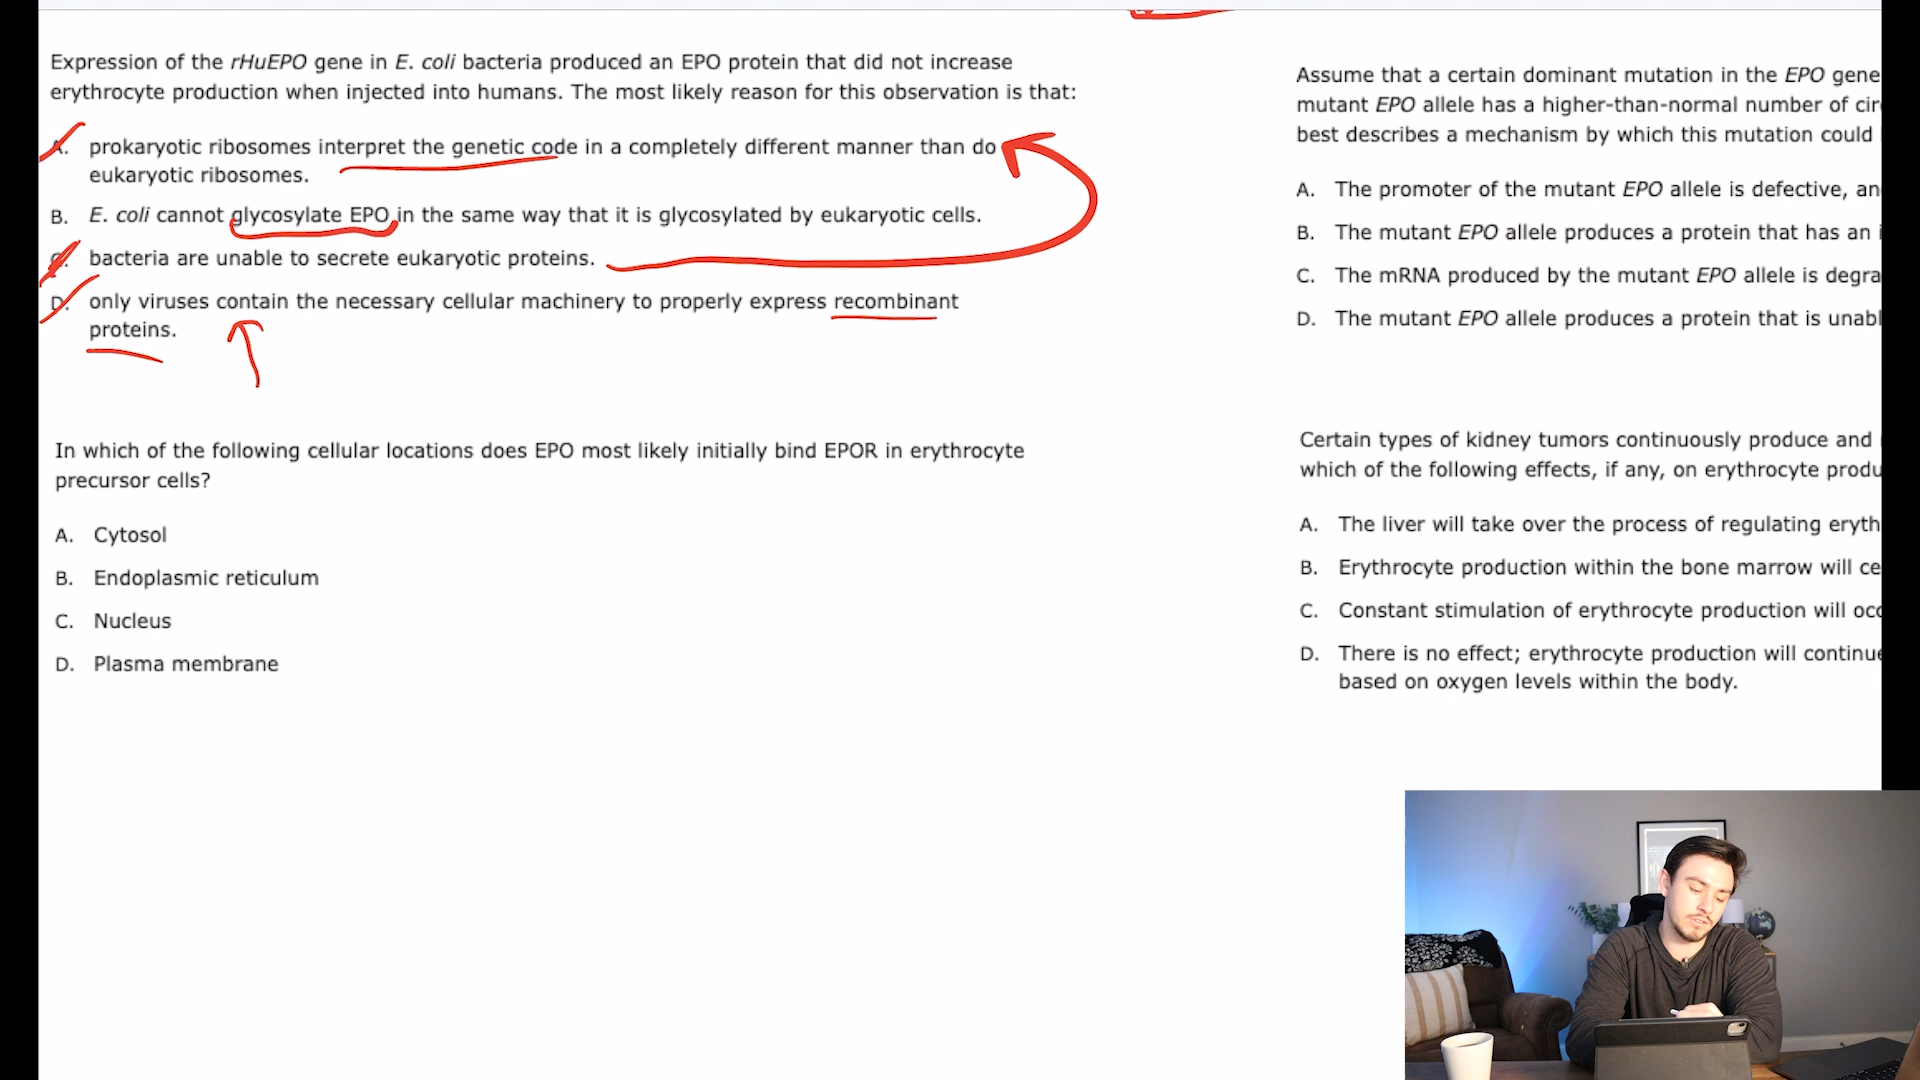 Expression of the rHuEPO gene in E. coli bacteria produced an EPO protein that did not increase
erythrocyte production when injected into humans. The most likely reason for this observation is that:
A. prokaryotic ribosomes interpret the genetic code in a completely different manner than do
eukaryotic ribosomes.
B. E. coli cannot glycosylate EPO in the same way that it is glycosylated by eukaryotic cells.
C. bacteria are unable to secrete eukaryotic proteins.
D. only viruses contain the necessary cellular machinery to properly express recombinant
proteins.
In which of the following cellular locations does EPO most likely initially bind EPOR in erythrocyte
precursor cells?
A. Cytosol
B. Endoplasmic reticulum
C. Nucleus
D. Plasma membrane
Assume that a certain dominant mutation in the EPO gene
mutant EPO allele has a higher-than-normal number of cir
best describes a mechanism by which this mutation could
A. The promoter of the mutant EPO allele is defective, an
B. The mutant EPO allele produces a protein that has an i
C. The mRNA produced by the mutant EPO allele is degra
D. The mutant EPO allele produces a protein that is unabl
Certain types of kidney tumors continuously produce and
which of the following effects, if any, on erythrocyte produ
A. The liver will take over the process of regulating eryth
B. Erythrocyte production within the bone marrow will ce
C. Constant stimulation of erythrocyte production will occ
D. There is no effect; erythrocyte production will continue
based on oxygen levels within the body.